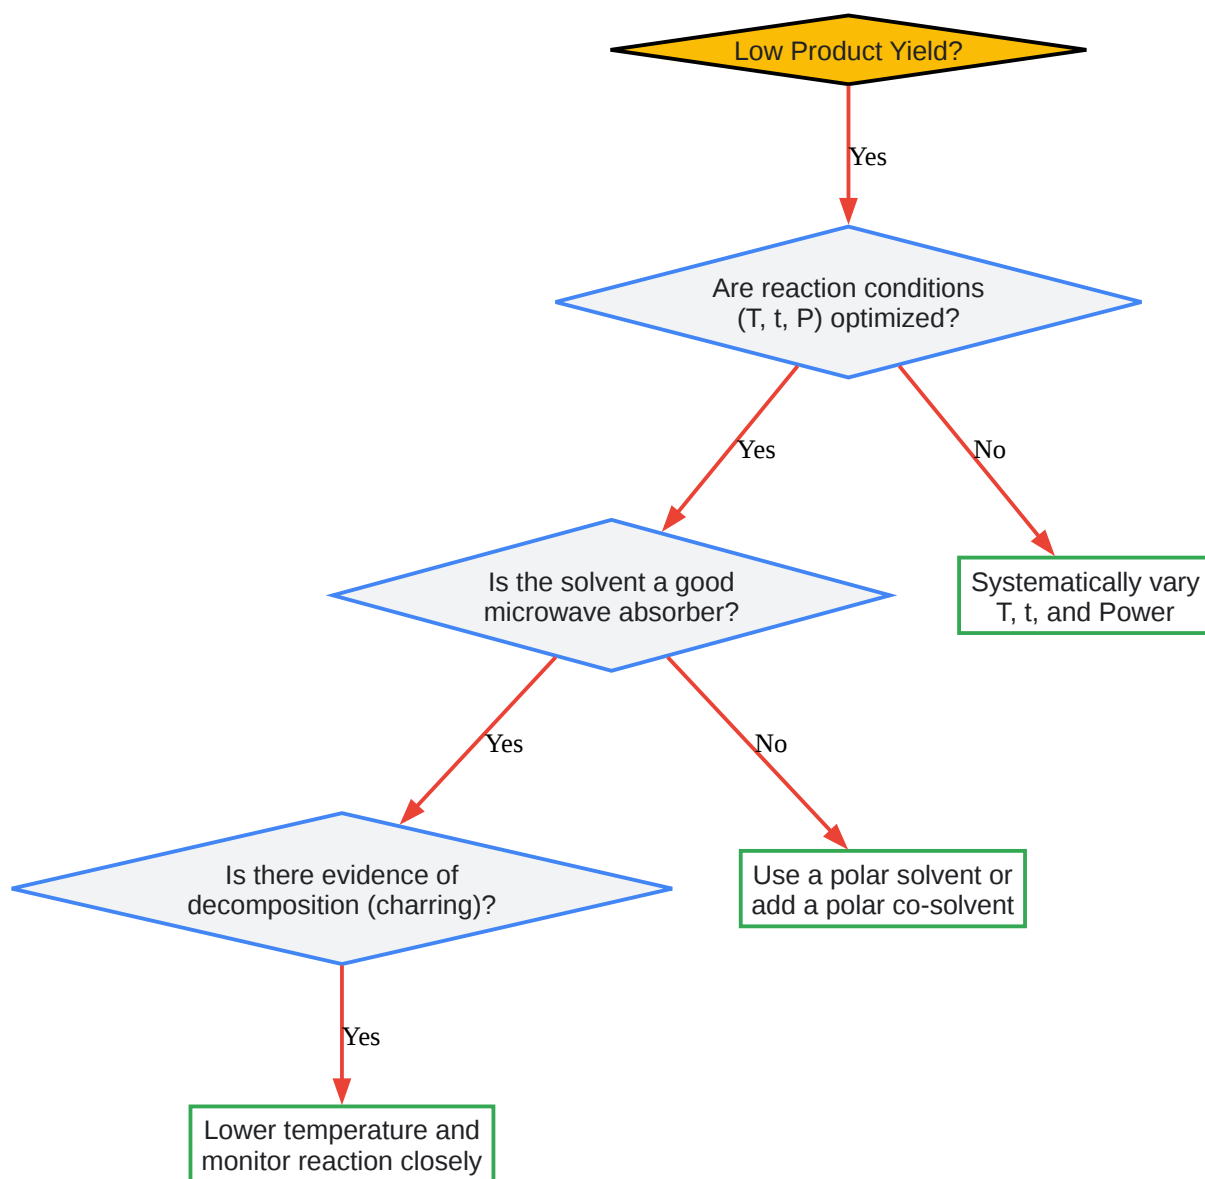 Low Product Yield?
Yes
Are reaction conditions
(T, t, P) optimized?
Yes
No
Is the solvent a good
microwave absorber?
Systematically vary
T, t, and Power
Yes
No
Is there evidence of
decomposition (charring)?
Use a polar solvent or
add a polar co-solvent
Yes
Lower temperature and
monitor reaction closely